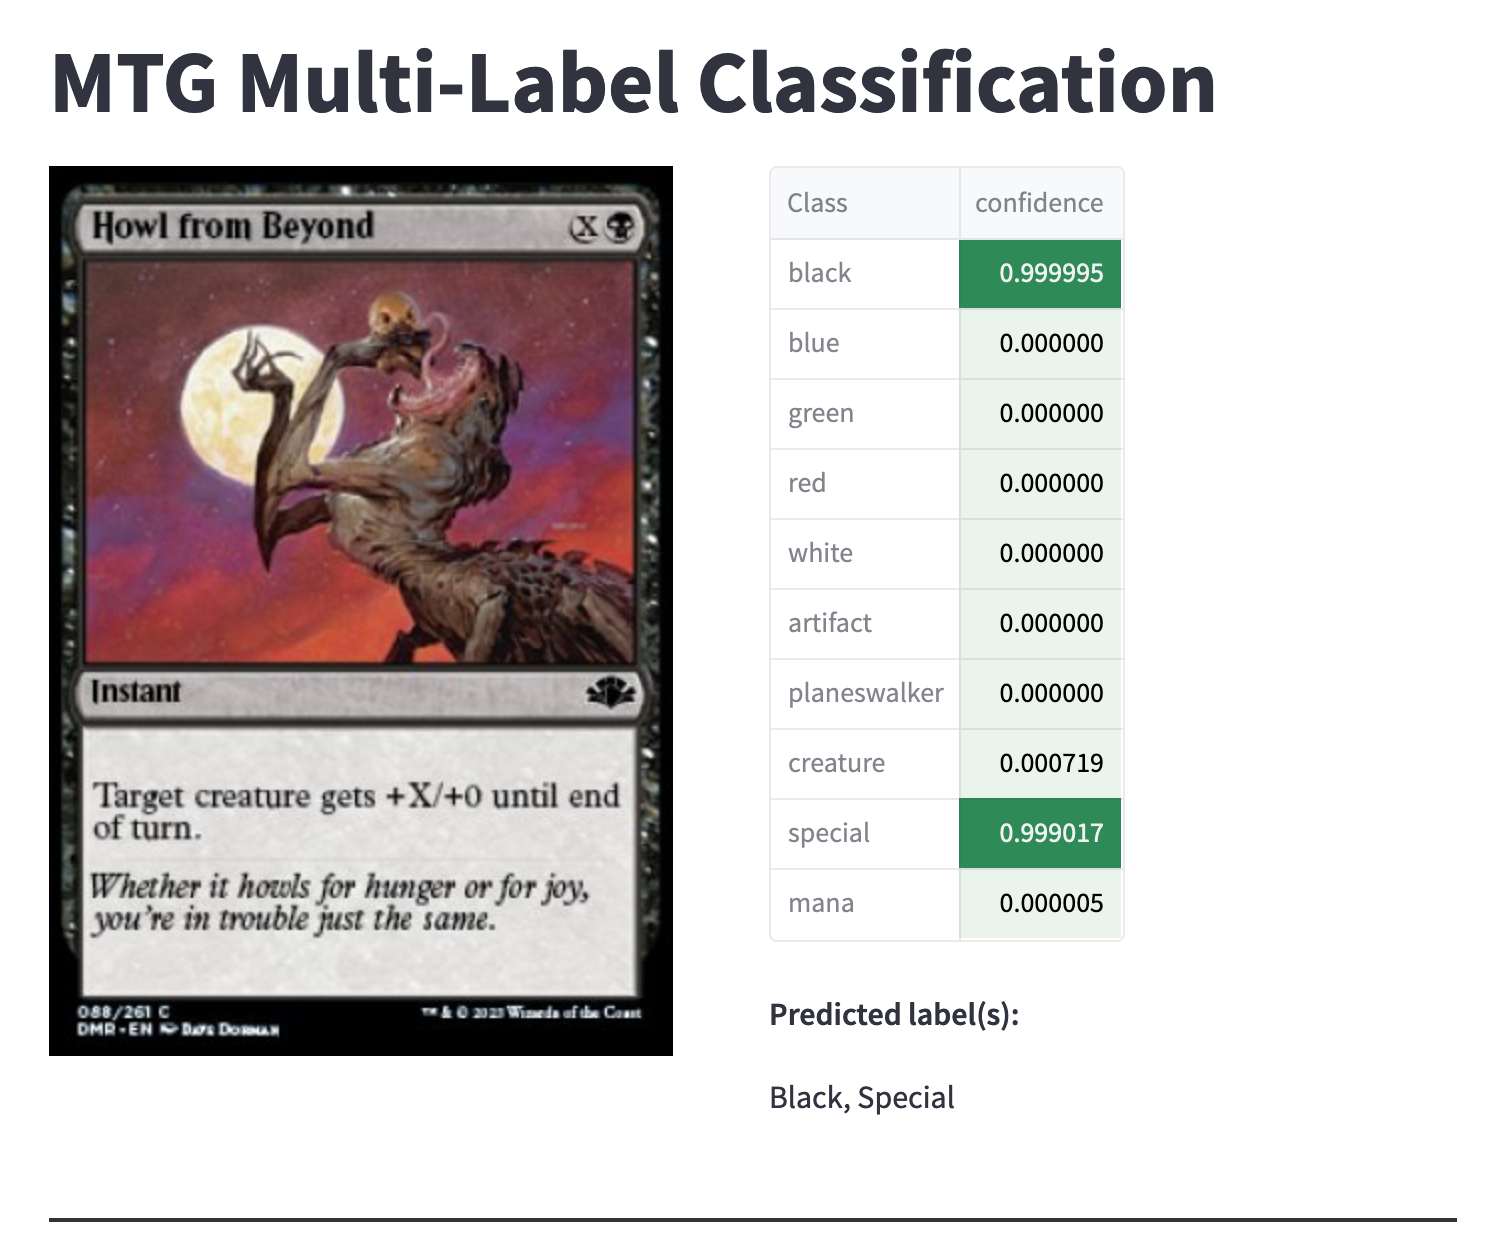 MTG Multi-Label Classification
Howl from Beyond X
Instant
Target creature gets +X/+0 until end
of turn.
Whether it howls for hunger or for joy,
you're in trouble just the same.
088/261 C
DMR • EN Dave Dorman
™ & © 2023 Wizards of the Coast
Class confidence
black 0.999995
blue 0.000000
green 0.000000
red 0.000000
white 0.000000
artifact 0.000000
planeswalker 0.000000
creature 0.000719
special 0.999017
mana 0.000005
Predicted label(s):
Black, Special